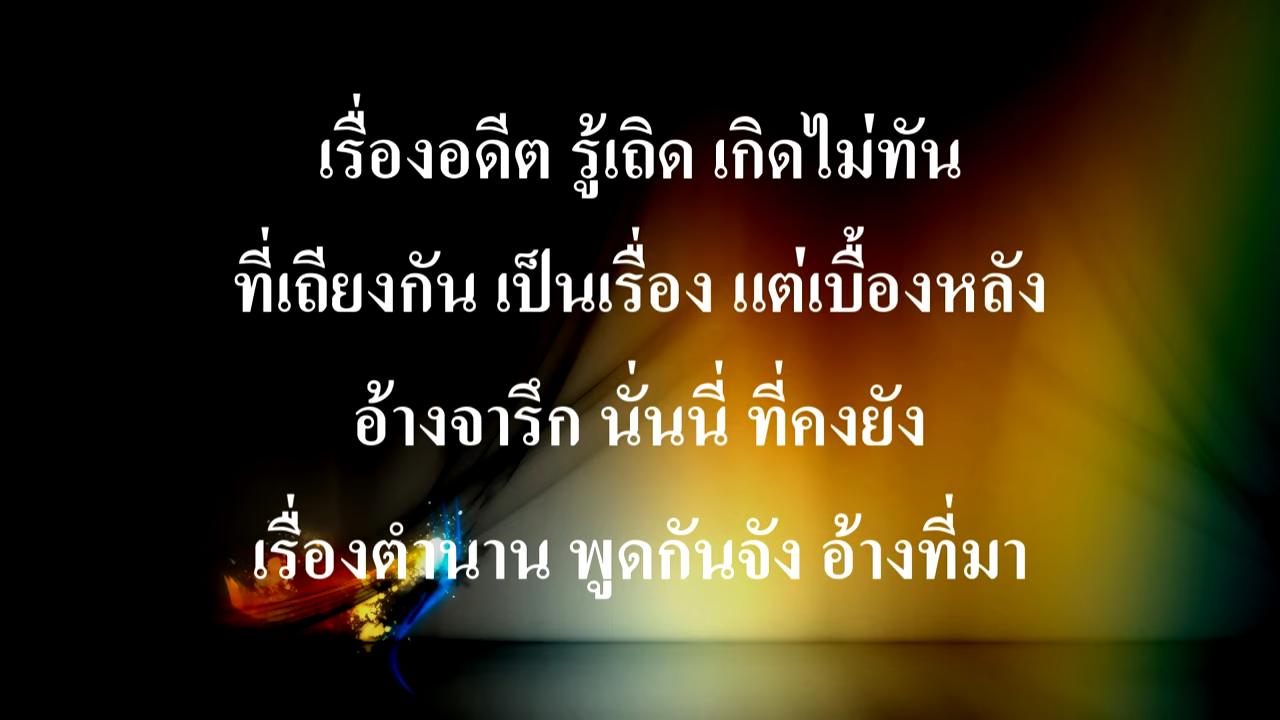 เรื่องอดีต รู้เถิด เกิดไม่ทัน
ที่เถียงกัน เป็นเรื่อง แต่เบื้องหลัง
อ้างจารึก นั่นนี่ ที่คงยัง
เรื่องตำนาน พูดกันจัง อ้างที่มา